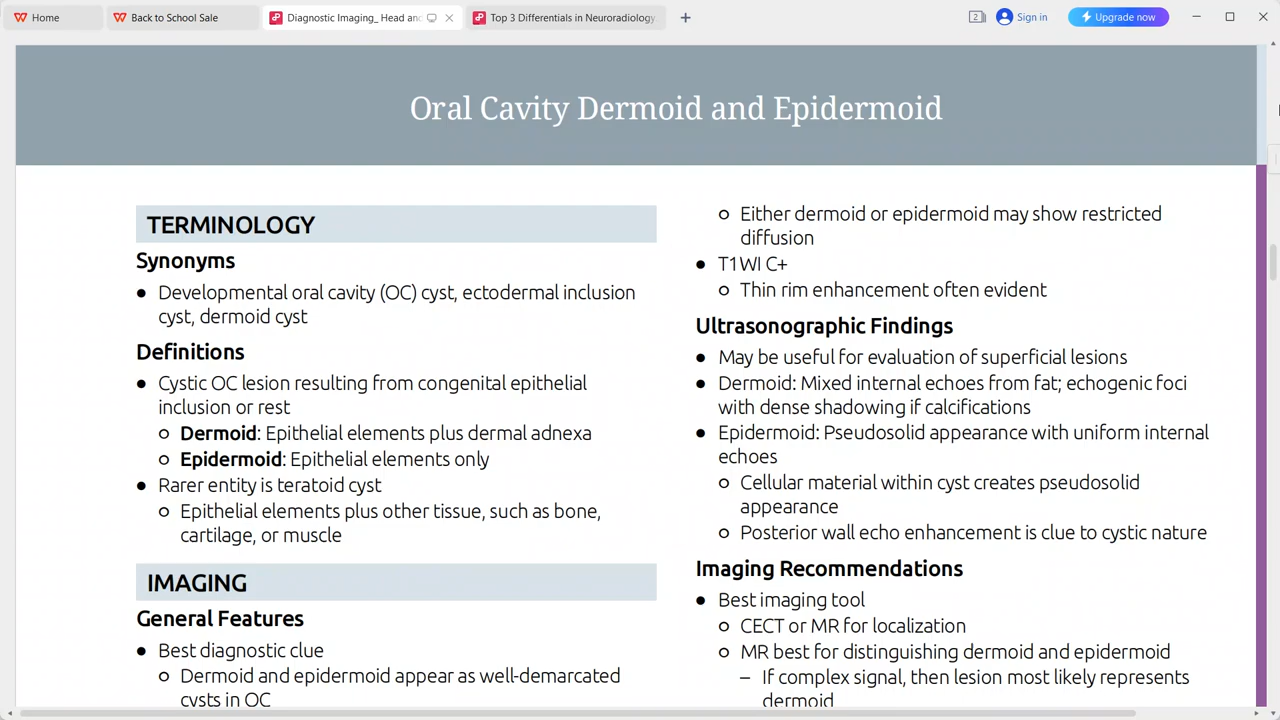 Home
Back to School Sale
Diagnostic Imaging_ Head and
Top 3 Differentials in Neuroradiology
2
Sign in
Upgrade now
Oral Cavity Dermoid and Epidermoid
TERMINOLOGY
Synonyms
● Developmental oral cavity (OC) cyst, ectodermal inclusion
cyst, dermoid cyst
Definitions
● Cystic OC lesion resulting from congenital epithelial
inclusion or rest
○ Dermoid: Epithelial elements plus dermal adnexa
○ Epidermoid: Epithelial elements only
● Rarer entity is teratoid cyst
○ Epithelial elements plus other tissue, such as bone,
cartilage, or muscle
IMAGING
General Features
● Best diagnostic clue
○ Dermoid and epidermoid appear as well-demarcated
cysts in OC
○ Either dermoid or epidermoid may show restricted
diffusion
● T1WI C+
○ Thin rim enhancement often evident
Ultrasonographic Findings
● May be useful for evaluation of superficial lesions
● Dermoid: Mixed internal echoes from fat; echogenic foci
with dense shadowing if calcifications
● Epidermoid: Pseudosolid appearance with uniform internal
echoes
○ Cellular material within cyst creates pseudosolid
appearance
○ Posterior wall echo enhancement is clue to cystic nature
Imaging Recommendations
● Best imaging tool
○ CECT or MR for localization
○ MR best for distinguishing dermoid and epidermoid
– If complex signal, then lesion most likely represents
dermoid